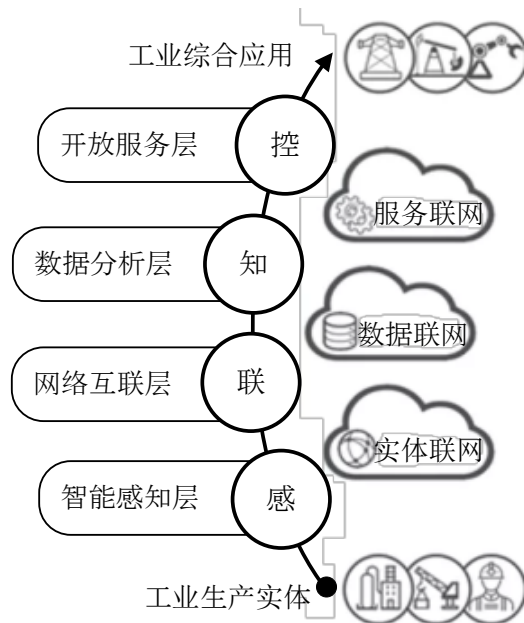 工业综合应用
开放服务层
控
服务联网
数据分析层
知
数据联网
网络互联层
联
实体联网
智能感知层
感
工业生产实体